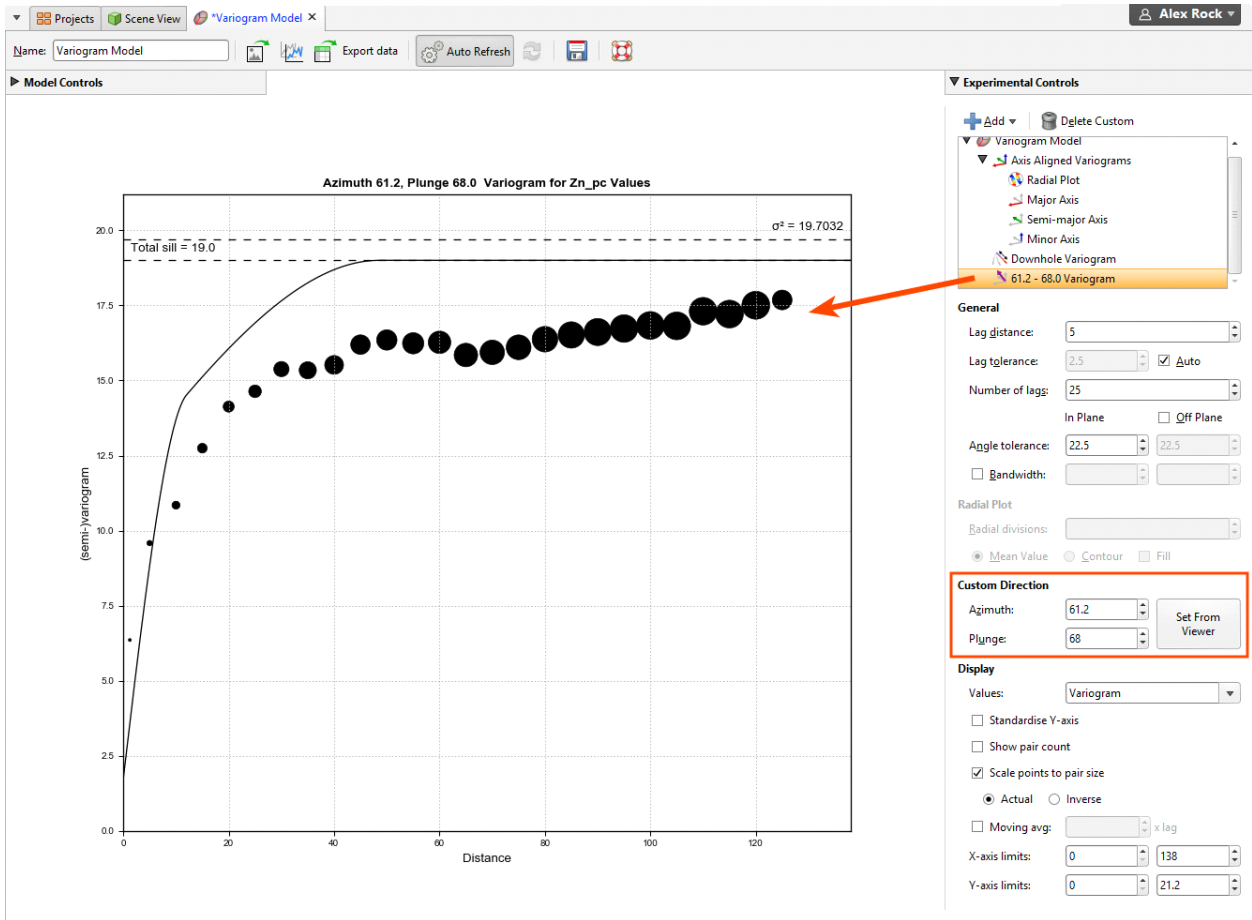 Projects Scene View *Variogram Model × Alex Rock
Name: Variogram Model Export data Auto Refresh
Model Controls
Experimental Controls
Add Delete Custom
Variogram Model
Axis Aligned Variograms
Radial Plot
Major Axis
Semi-major Axis
Minor Axis
Downhole Variogram
61.2 - 68.0 Variogram
Azimuth 61.2, Plunge 68.0 Variogram for Zn_pc Values
σ² = 19.7032
Total sill = 19.0
20.0
17.5
15.0
12.5
10.0
7.5
5.0
2.5
0.0
(semi-)variogram
0 20 40 60 80 100 120
Distance
General
Lag distance: 5
Lag tolerance: 2.5 Auto
Number of lags: 25
In Plane Off Plane
Angle tolerance: 22.5 22.5
Bandwidth:
Radial Plot
Radial divisions:
Mean Value Contour Fill
Custom Direction
Azimuth: 61.2
Plunge: 68
Set From
Viewer
Display
Values: Variogram
Standardise Y-axis
Show pair count
Scale points to pair size
Actual Inverse
Moving avg: x lag
X-axis limits: 0 138
Y-axis limits: 0 21.2